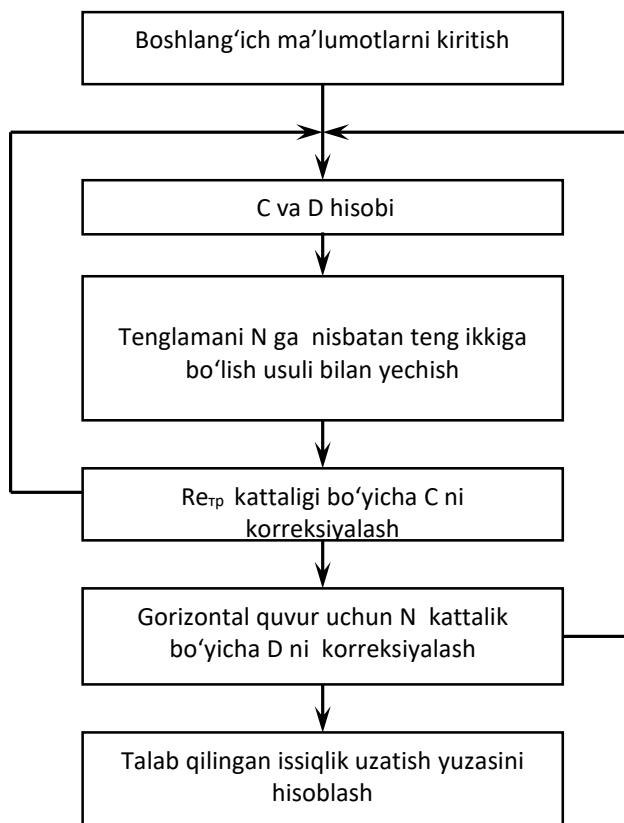 Boshlang‘ich ma’lumotlarni kiritish
C va D hisobi
Tenglamani N ga nisbatan teng ikkiga
bo‘lish usuli bilan yechish
Reтр kattaligi bo‘yicha C ni
korreksiyalash
Gorizontal quvur uchun N kattalik
bo‘yicha D ni korreksiyalash
Talab qilingan issiqlik uzatish yuzasini
hisoblash